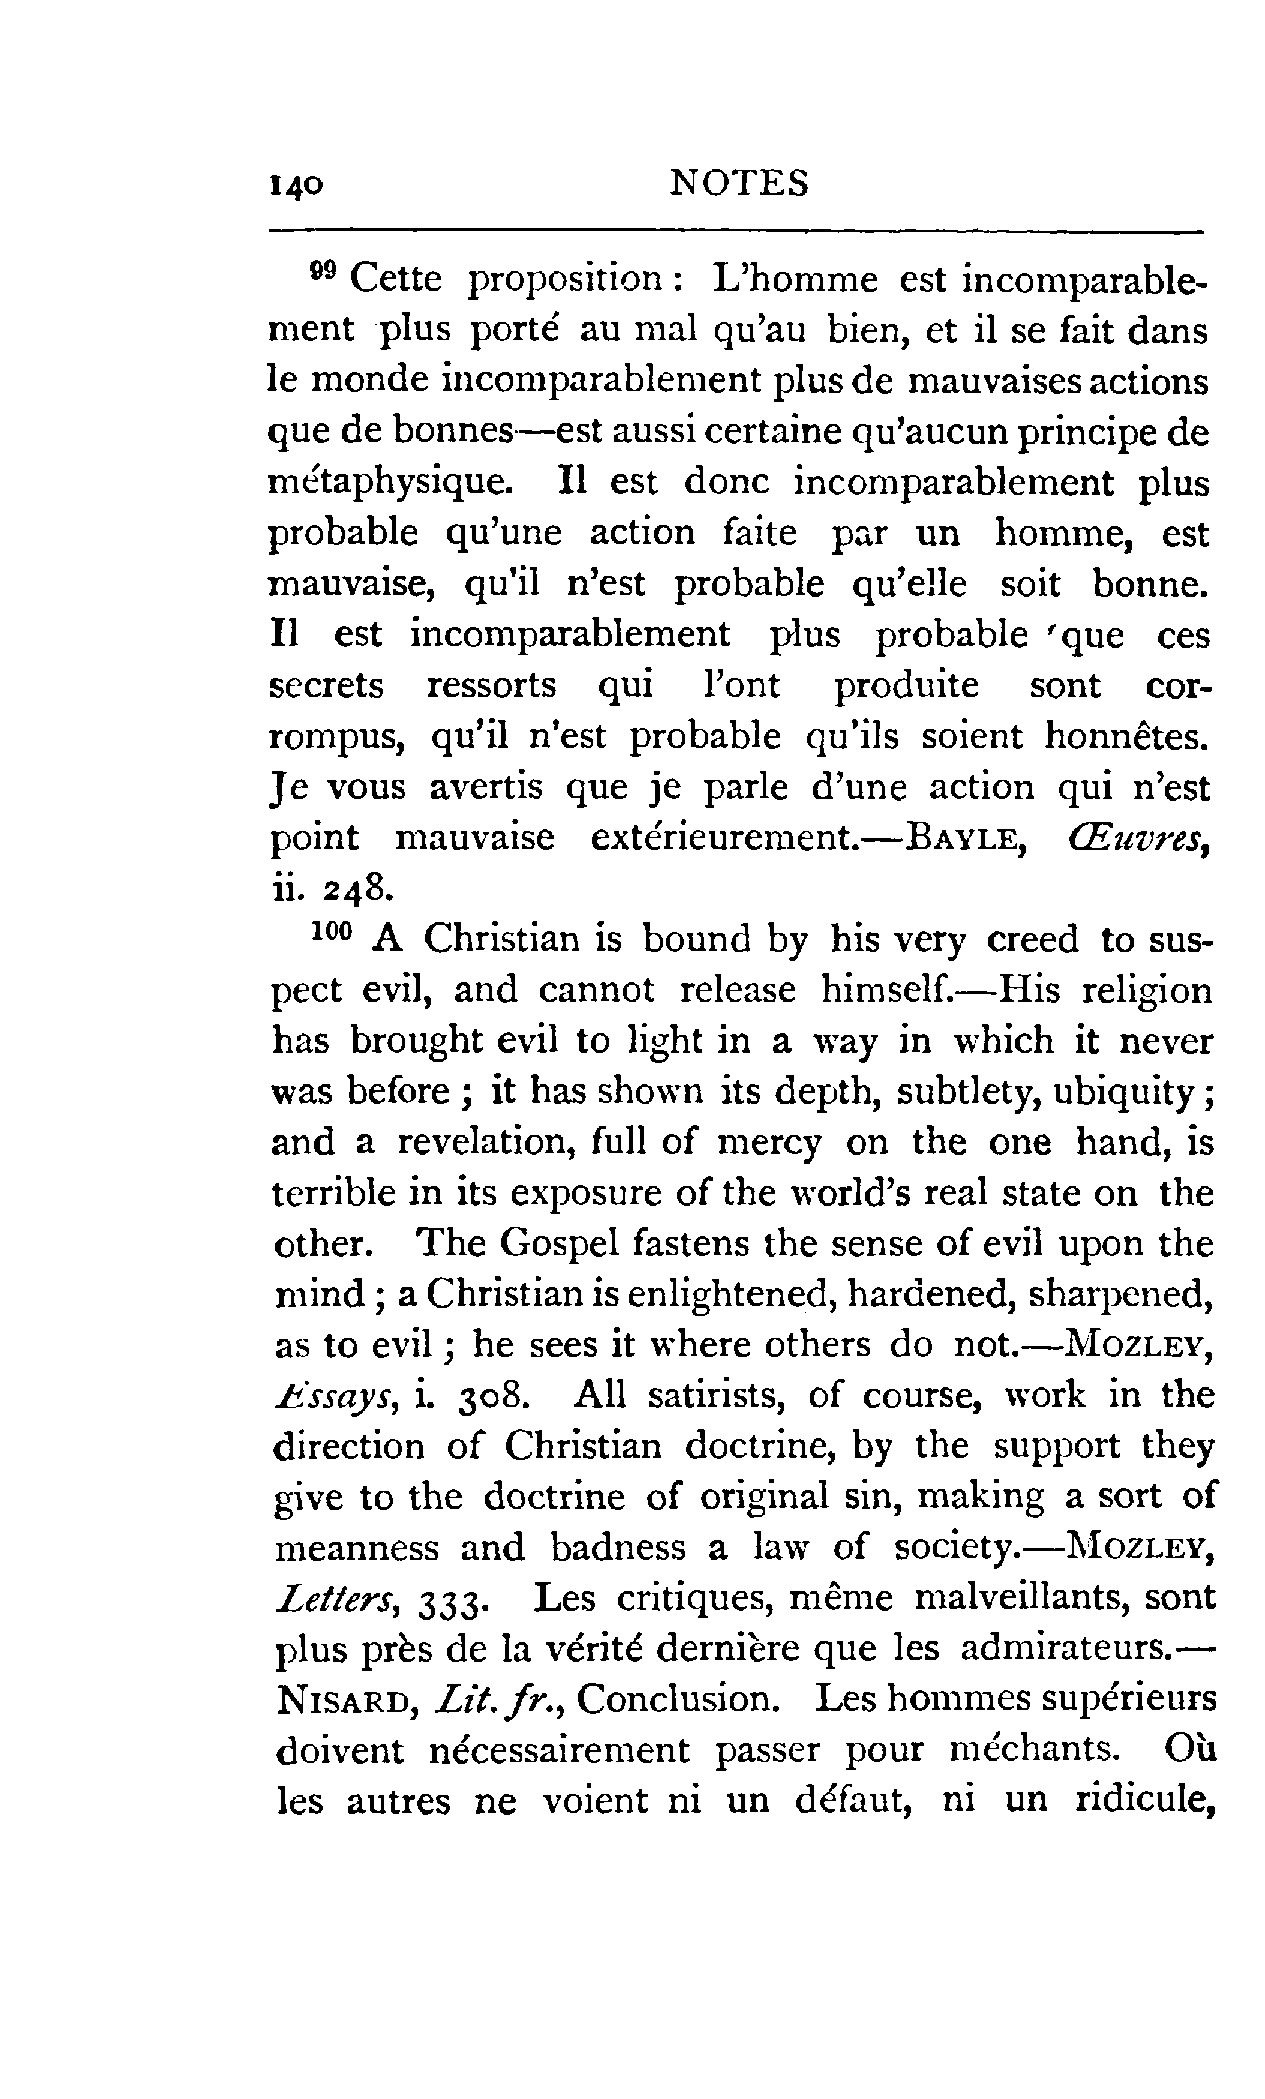 140 NOTES
99 Cette proposition : L'homme est incomparable-
ment plus porté au mal qu'au bien, et il se fait dans
le monde incomparablement plus de mauvaises actions
que de bonnes—est aussi certaine qu'aucun principe de
métaphysique. Il est donc incomparablement plus
probable qu'une action faite par un homme, est
mauvaise, qu'il n'est probable qu'elle soit bonne.
Il est incomparablement plus probable 'que ces
secrets ressorts qui l'ont produite sont cor-
rompus, qu'il n'est probable qu'ils soient honnêtes.
Je vous avertis que je parle d'une action qui n'est
point mauvaise extérieurement.—BAYLE, Œuvres,
ii. 248.
100 A Christian is bound by his very creed to sus-
pect evil, and cannot release himself.—His religion
has brought evil to light in a way in which it never
was before ; it has shown its depth, subtlety, ubiquity ;
and a revelation, full of mercy on the one hand, is
terrible in its exposure of the world's real state on the
other. The Gospel fastens the sense of evil upon the
mind ; a Christian is enlightened, hardened, sharpened,
as to evil ; he sees it where others do not.—MOZLEY,
Essays, i. 308. All satirists, of course, work in the
direction of Christian doctrine, by the support they
give to the doctrine of original sin, making a sort of
meanness and badness a law of society.—MOZLEY,
Letters, 333. Les critiques, même malveillants, sont
plus près de la vérité dernière que les admirateurs.—
NISARD, Lit. fr., Conclusion. Les hommes supérieurs
doivent nécessairement passer pour méchants. Où
les autres ne voient ni un défaut, ni un ridicule,